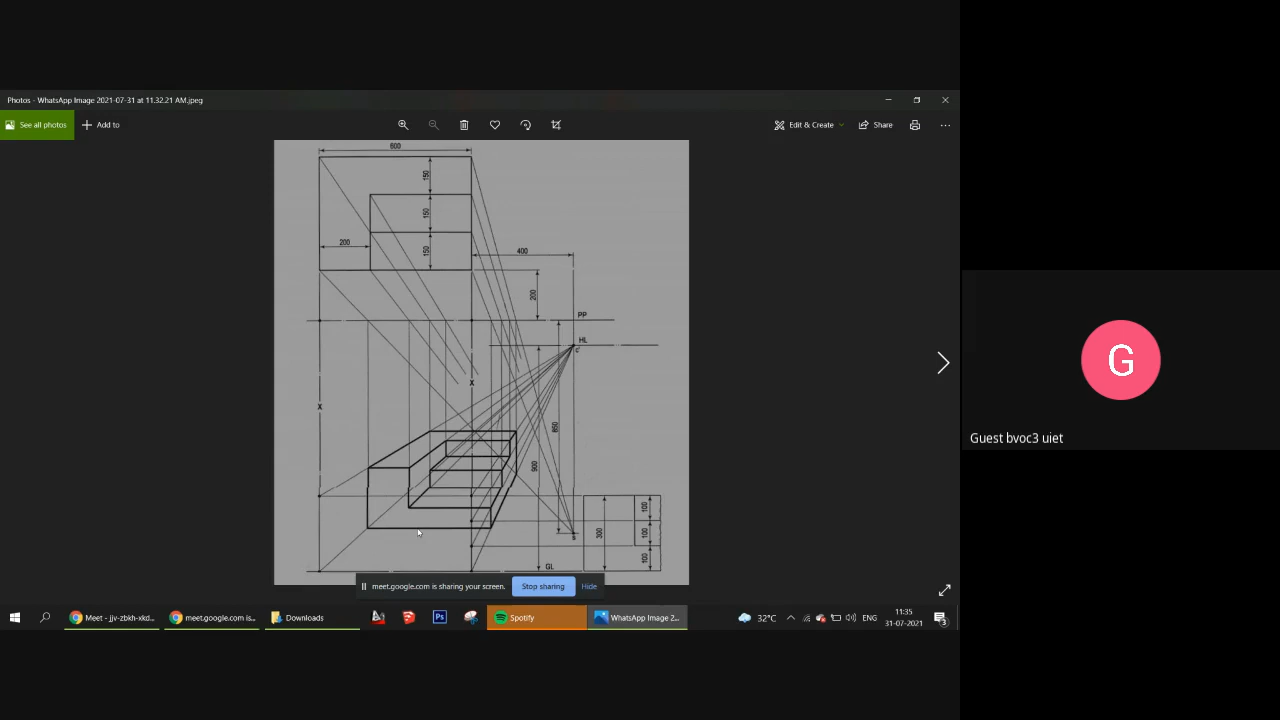 Photos - WhatsApp Image 2021-07-31 at 11.32.21 AM.jpeg
See all photos
Add to
Edit & Create
Share
600
150
150
200
150
400
200
PP
HL
C'
X
X
650
900
S
300
100
100
100
GL
Guest bvoc3 uiet
G
meet.google.com is sharing your screen.
Stop sharing
Hide
Meet - jjv-zbkh-xkd...
meet.google.com is...
Downloads
Ps
Spotify
WhatsApp Image 2...
32°C
ENG
11:35
31-07-2021
3